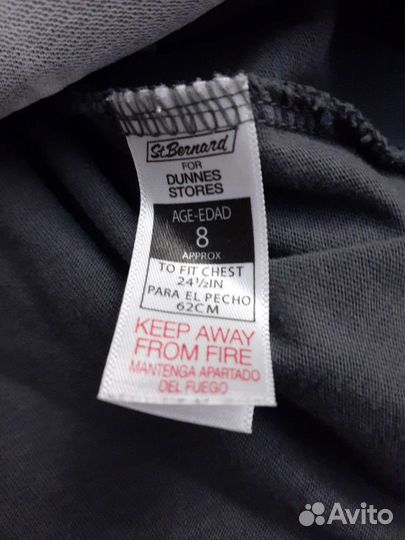 St Bernard
FOR
DUNNES
STORES
AGE-EDAD
8
APPROX
TO FIT CHEST
24½IN
PARA EL PECHO
62CM
KEEP AWAY
FROM FIRE
MANTENGA APARTADO
DEL FUEGO
Avito